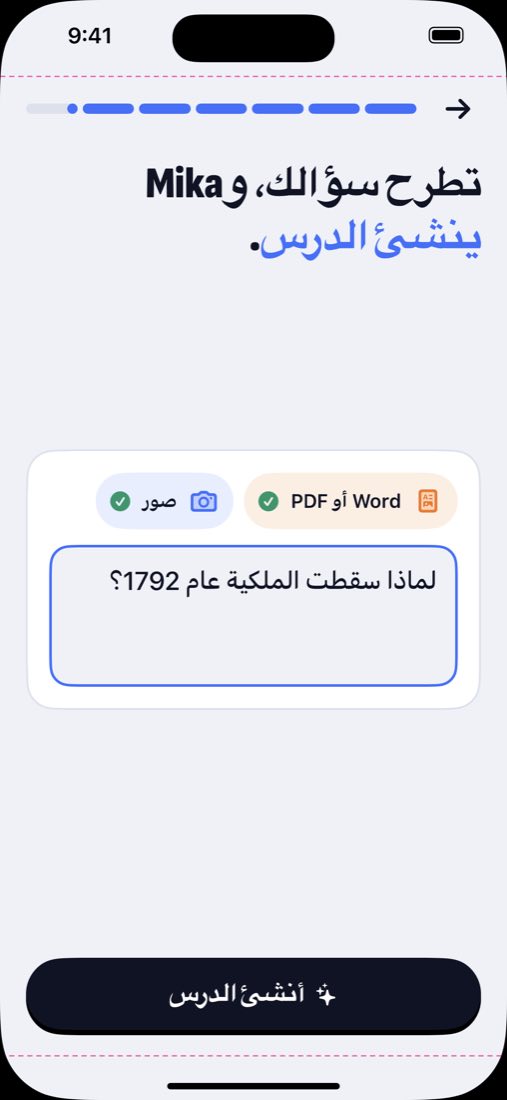 9:41
تطرح سؤالك، وMika
ينشئ الدرس.
Word أو PDF
صور
لماذا سقطت الملكية عام 1792؟
أنشئ الدرس